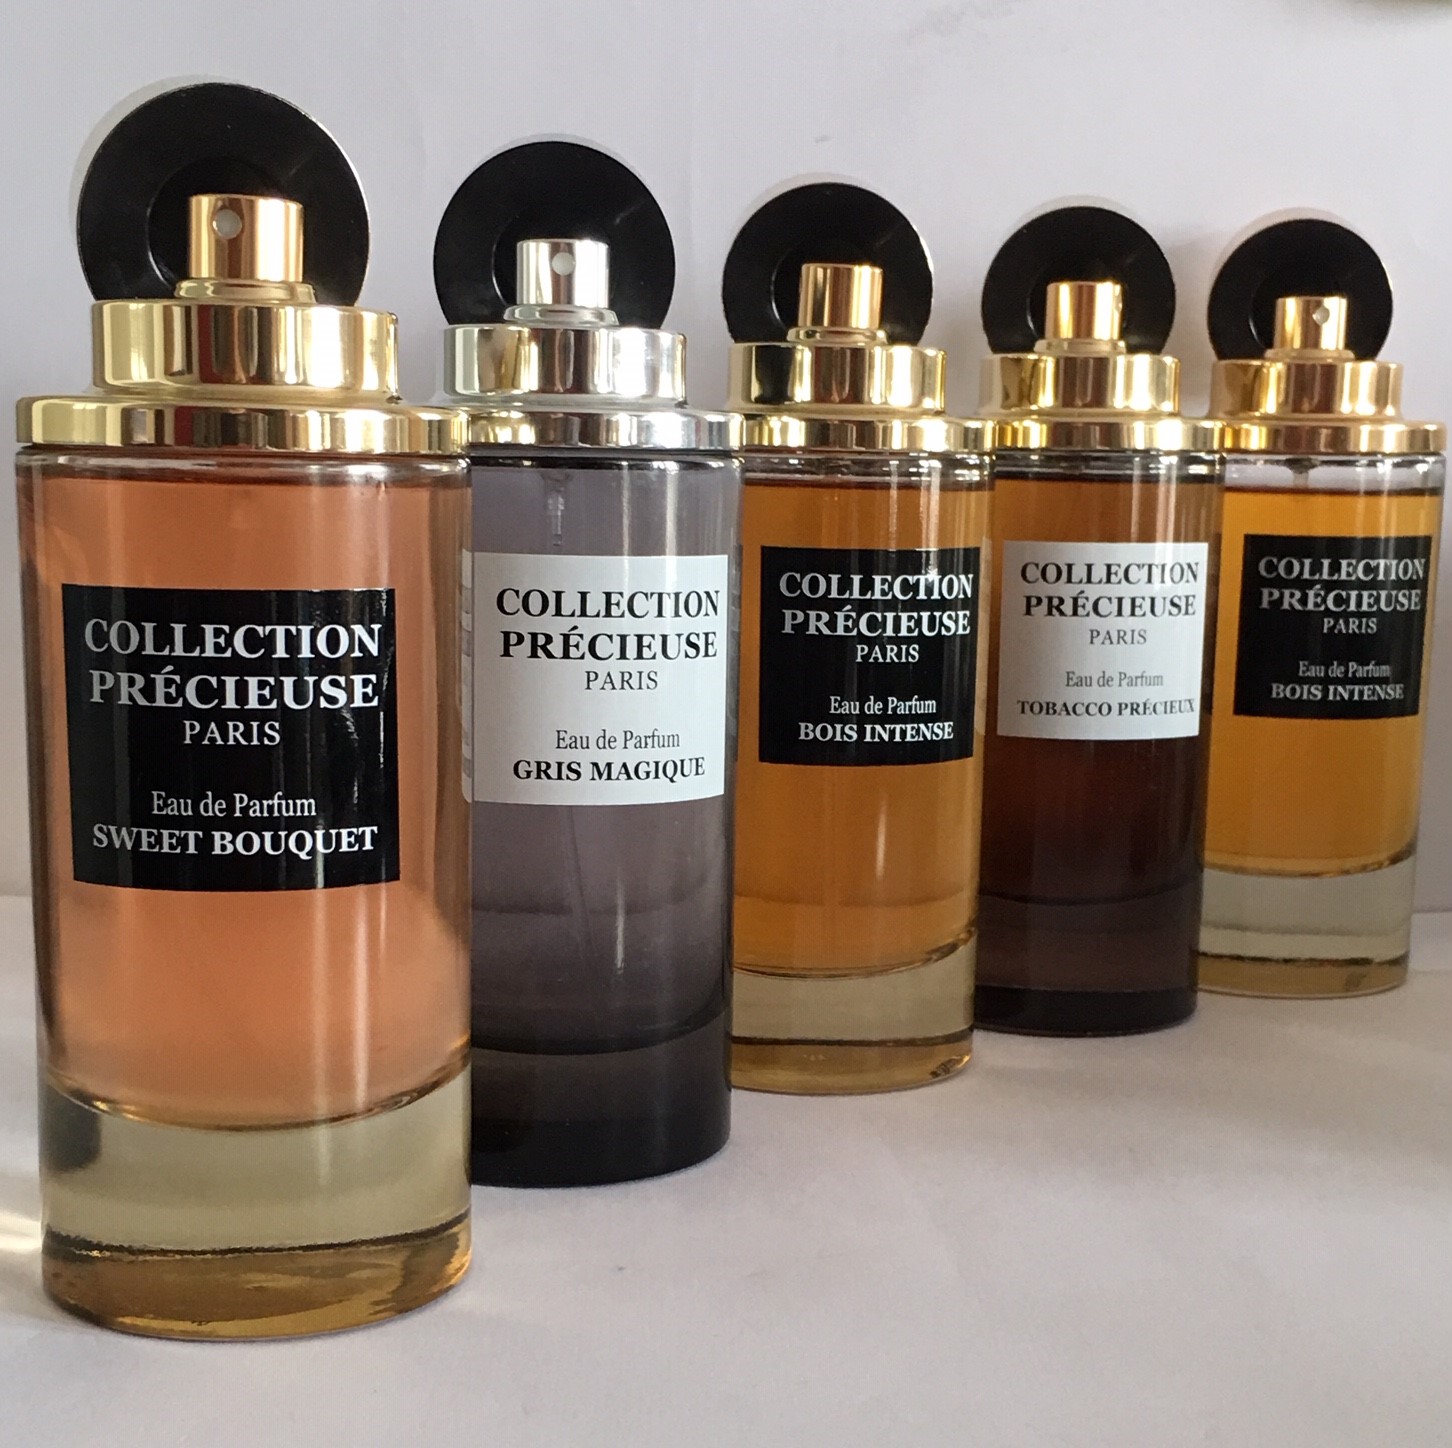 COLLECTION
PRÉCIEUSE
PARIS
Eau de Parfum
SWEET BOUQUET
COLLECTION
PRÉCIEUSE
PARIS
Eau de Parfum
GRIS MAGIQUE
COLLECTION
PRÉCIEUSE
PARIS
Eau de Parfum
BOIS INTENSE
COLLECTION
PRÉCIEUSE
PARIS
Eau de Parfum
TOBACCO PRÉCIEUX
COLLECTION
PRÉCIEUSE
PARIS
Eau de Parfum
BOIS INTENSE